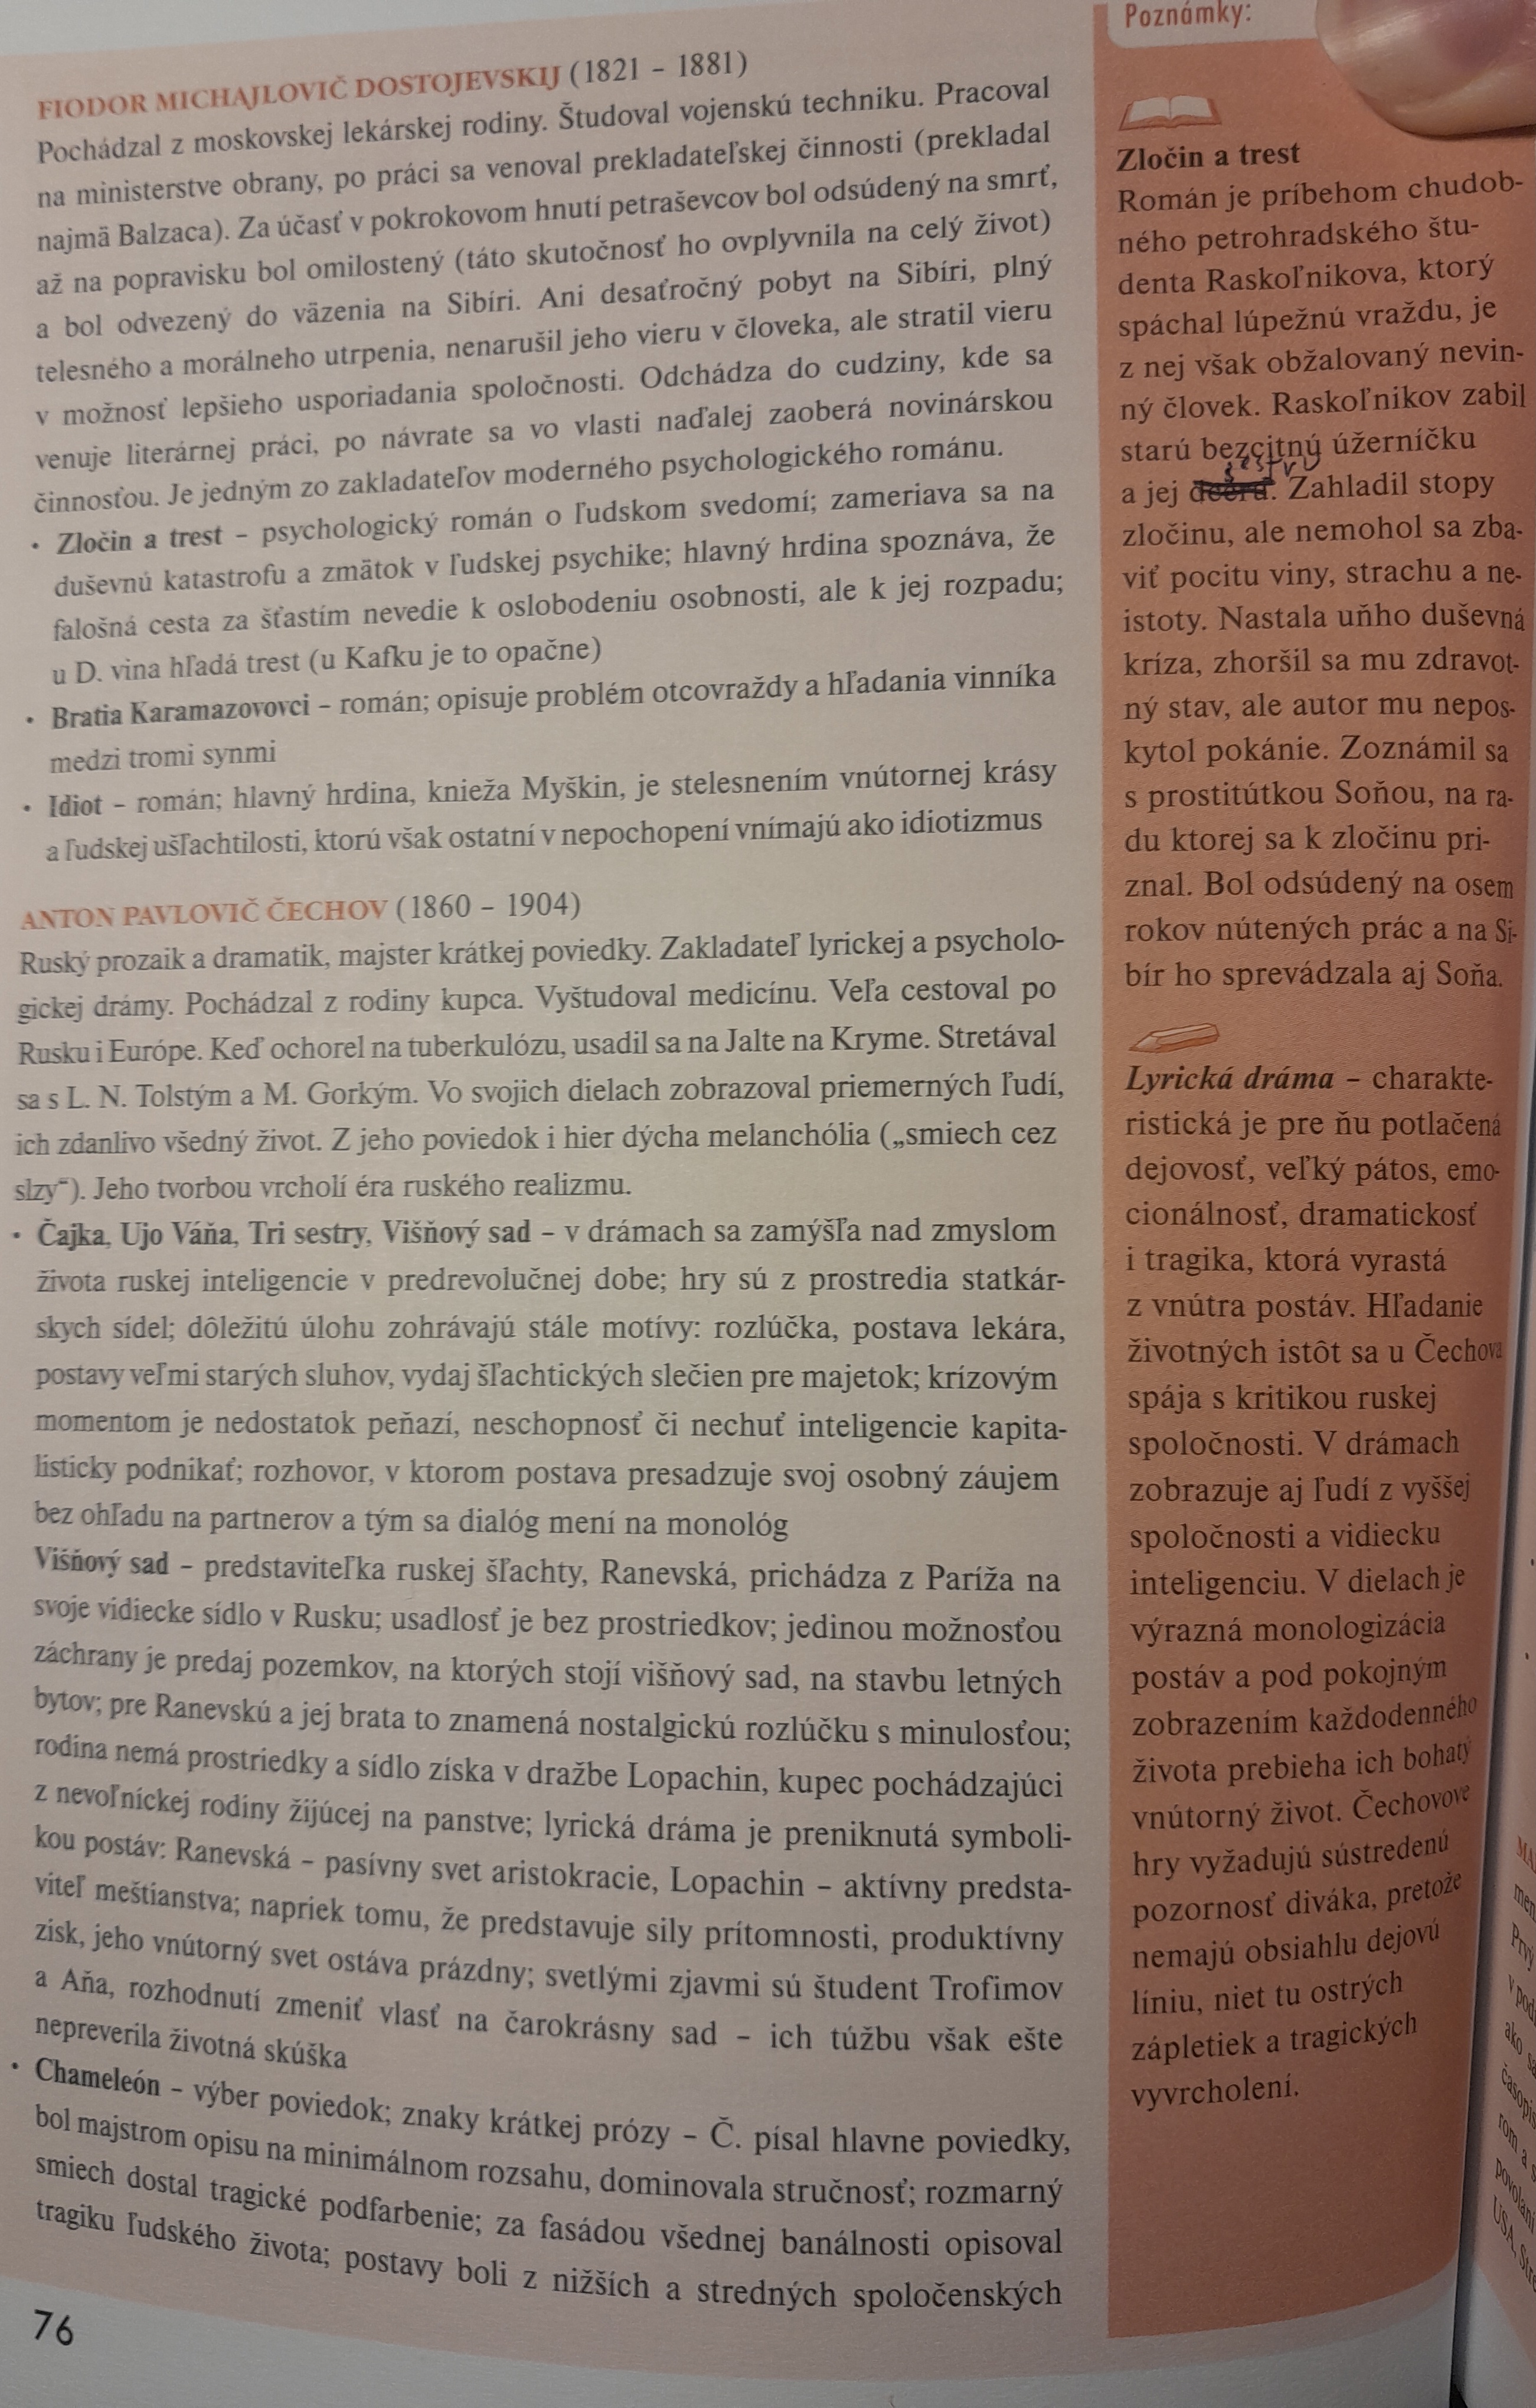 FIODOR MICHAJLOVIČ DOSTOJEVSKIJ (1821 – 1881)
Pochádzal z moskovskej lekárskej rodiny. Študoval vojenskú techniku. Pracoval
na ministerstve obrany, po práci sa venoval prekladateľskej činnosti (prekladal
najmä Balzaca). Za účasť v pokrokovom hnutí petraševcov bol odsúdený na smrť,
až na popravisku bol omilostený (táto skutočnosť ho ovplyvnila na celý život)
a bol odvezený do väzenia na Sibíri. Ani desaťročný pobyt na Sibíri, plný
telesného a morálneho utrpenia, nenarušil jeho vieru v človeka, ale stratil vieru
v možnosť lepšieho usporiadania spoločnosti. Odchádza do cudziny, kde sa
venuje literárnej práci, po návrate sa vo vlasti naďalej zaoberá novinárskou
činnosťou. Je jedným zo zakladateľov moderného psychologického románu.
• Zločin a trest – psychologický román o ľudskom svedomí; zameriava sa na
duševnú katastrofu a zmätok v ľudskej psychike; hlavný hrdina spoznáva, že
falošná cesta za šťastím nevedie k oslobodeniu osobnosti, ale k jej rozpadu;
u D. vina hľadá trest (u Kafku je to opačne)
• Bratia Karamazovovci – román; opisuje problém otcovraždy a hľadania vinníka
medzi tromi synmi
• Idiot – román; hlavný hrdina, knieža Myškin, je stelesnením vnútornej krásy
a ľudskej ušľachtilosti, ktorú však ostatní v nepochopení vnímajú ako idiotizmus
ANTON PAVLOVIČ ČECHOV (1860 – 1904)
Ruský prozaik a dramatik, majster krátkej poviedky. Zakladateľ lyrickej a psycholo-
gickej drámy. Pochádzal z rodiny kupca. Vyštudoval medicínu. Veľa cestoval po
Rusku i Európe. Keď ochorel na tuberkulózu, usadil sa na Jalte na Kryme. Stretával
sa s L. N. Tolstým a M. Gorkým. Vo svojich dielach zobrazoval priemerných ľudí,
ich zdanlivo všedný život. Z jeho poviedok i hier dýcha melanchólia („smiech cez
slzy“). Jeho tvorbou vrcholí éra ruského realizmu.
• Čajka, Ujo Váňa, Tri sestry, Višňový sad – v drámach sa zamýšľa nad zmyslom
života ruskej inteligencie v predrevolučnej dobe; hry sú z prostredia statkár-
skych sídel; dôležitú úlohu zohrávajú stále motívy: rozlúčka, postava lekára,
postavy veľmi starých sluhov, vydaj šľachtických slečien pre majetok; krízovým
momentom je nedostatok peňazí, neschopnosť či nechuť inteligencie kapita-
listicky podnikať; rozhovor, v ktorom postava presadzuje svoj osobný záujem
bez ohľadu na partnerov a tým sa dialóg mení na monológ
Višňový sad – predstaviteľka ruskej šľachty, Ranevská, prichádza z Paríža na
svoje vidiecke sídlo v Rusku; usadlosť je bez prostriedkov; jedinou možnosťou
záchrany je predaj pozemkov, na ktorých stojí višňový sad, na stavbu letných
bytov; pre Ranevskú a jej brata to znamená nostalgickú rozlúčku s minulosťou;
rodina nemá prostriedky a sídlo získa v dražbe Lopachin, kupec pochádzajúci
z nevoľníckej rodiny žijúcej na panstve; lyrická dráma je preniknutá symboli-
kou postáv: Ranevská – pasívny svet aristokracie, Lopachin – aktívny predsta-
viteľ meštianstva; napriek tomu, že predstavuje sily prítomnosti, produktívny
zisk, jeho vnútorný svet ostáva prázdny; svetlými zjavmi sú študent Trofimov
a Aňa, rozhodnutí zmeniť vlasť na čarokrásny sad – ich túžbu však ešte
nepreverila životná skúška
• Chameleón – výber poviedok; znaky krátkej prózy – Č. písal hlavne poviedky,
bol majstrom opisu na minimálnom rozsahu, dominovala stručnosť; rozmarný
smiech dostal tragické podfarbenie; za fasádou všednej banálnosti opisoval
tragiku ľudského života; postavy boli z nižších a stredných spoločenských
76
Poznámky:
Zločin a trest
Román je príbehom chudob-
ného petrohradského štu-
denta Raskoľnikova, ktorý
spáchal lúpežnú vraždu, je
z nej však obžalovaný nevin-
ný človek. Raskoľnikov zabil
starú bezcitnú úžerníčku
sestru
a jej dcéru. Zahladil stopy
zločinu, ale nemohol sa zba-
viť pocitu viny, strachu a ne-
istoty. Nastala uňho duševná
kríza, zhoršil sa mu zdravot-
ný stav, ale autor mu nepos-
kytol pokánie. Zoznámil sa
s prostitútkou Soňou, na ra-
du ktorej sa k zločinu pri-
znal. Bol odsúdený na osem
rokov nútených prác a na Si-
bír ho sprevádzala aj Soňa.
Lyrická dráma – charakte-
ristická je pre ňu potlačená
dejovosť, veľký pátos, emo-
cionálnosť, dramatickosť
i tragika, ktorá vyrastá
z vnútra postáv. Hľadanie
životných istôt sa u Čechova
spája s kritikou ruskej
spoločnosti. V drámach
zobrazuje aj ľudí z vyššej
spoločnosti a vidiecku
inteligenciu. V dielach je
výrazná monologizácia
postáv a pod pokojným
zobrazením každodenného
života prebieha ich bohatý
vnútorný život. Čechovove
hry vyžadujú sústredenú
pozornosť diváka, pretože
nemajú obsiahlu dejovú
líniu, niet tu ostrých
zápletiek a tragických
vyvrcholení.